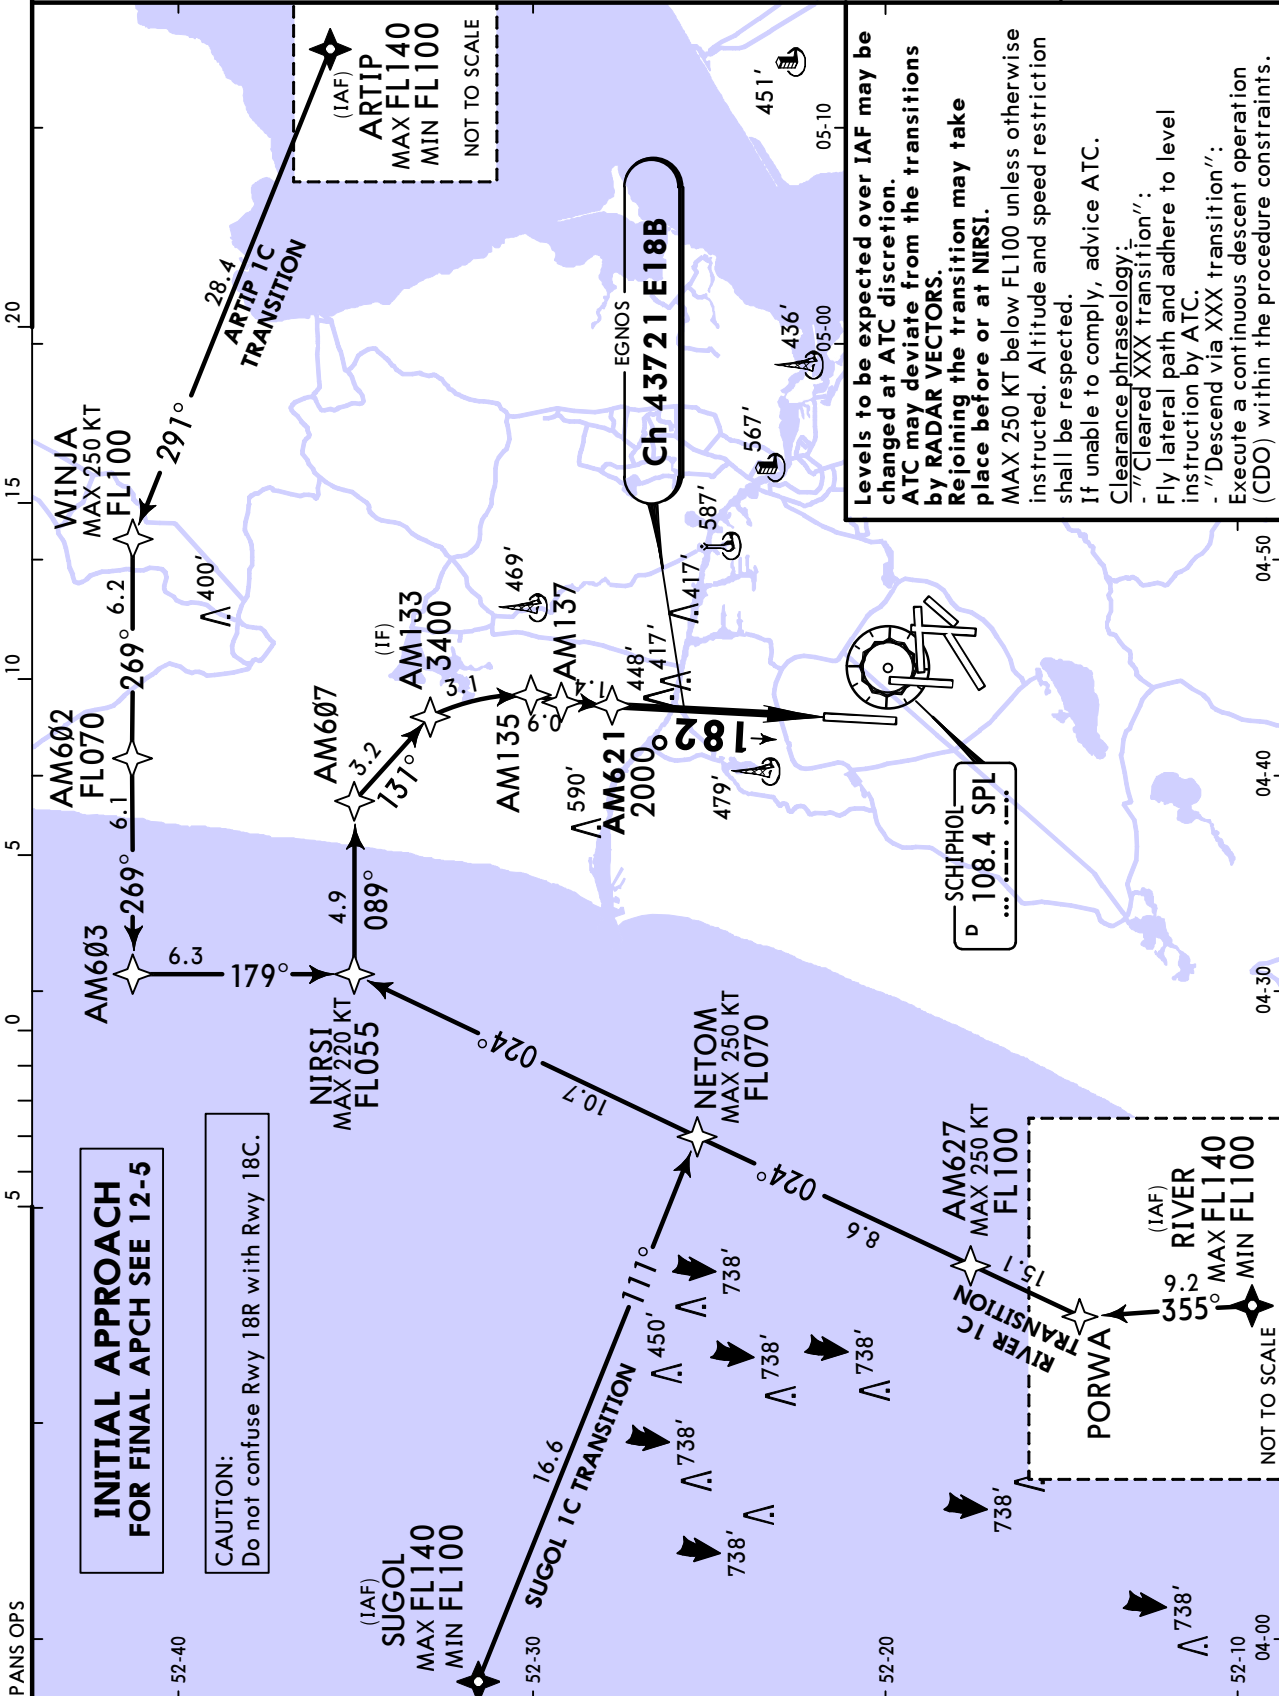 PANS OPS
5
0
5
10
15
20
INITIAL APPROACH
FOR FINAL APCH SEE 12-5
CAUTION:
Do not confuse Rwy 18R with Rwy 18C.
52-40
52-30
52-20
52-10
04-00
04-30
04-40
04-50
05-00
05-10
(IAF)
SUGOL
MAX FL140
MIN FL100
16.6
111°
SUGOL 1C TRANSITION
AM603
269°
6.1
AM602
FL070
269°
6.2
WINJA
MAX 250 KT
FL100
291°
28.4
ARTIP 1C
TRANSITION
(IAF)
ARTIP
MAX FL140
MIN FL100
NOT TO SCALE
6.3
179°
NIRSI
MAX 220 KT
FL055
4.9
089°
AM607
3.2
131°
(IF)
AM133
3400
3.1
AM135
0.9
AM137
1.4
AM621
2000
182°
024°
10.7
NETOM
MAX 250 KT
FL070
024°
8.6
AM627
MAX 250 KT
FL100
15.1
RIVER 1C
TRANSITION
PORWA
9.2
355°
(IAF)
RIVER
MAX FL140
MIN FL100
NOT TO SCALE
EGNOS
Ch 43721 E18B
SCHIPHOL
D 108.4 SPL
400'
469'
590'
448'
417'
417'
587'
567'
436'
451'
479'
450'
738'
738'
738'
738'
738'
738'
738'
Levels to be expected over IAF may be
changed at ATC discretion.
ATC may deviate from the transitions
by RADAR VECTORS.
Rejoining the transition may take
place before or at NIRSI.
MAX 250 KT below FL100 unless otherwise
instructed. Altitude and speed restriction
shall be respected.
If unable to comply, advice ATC.
Clearance phraseology:
- "Cleared XXX transition":
Fly lateral path and adhere to level
instruction by ATC.
- "Descend via XXX transition":
Execute a continuous descent operation
(CDO) within the procedure constraints.